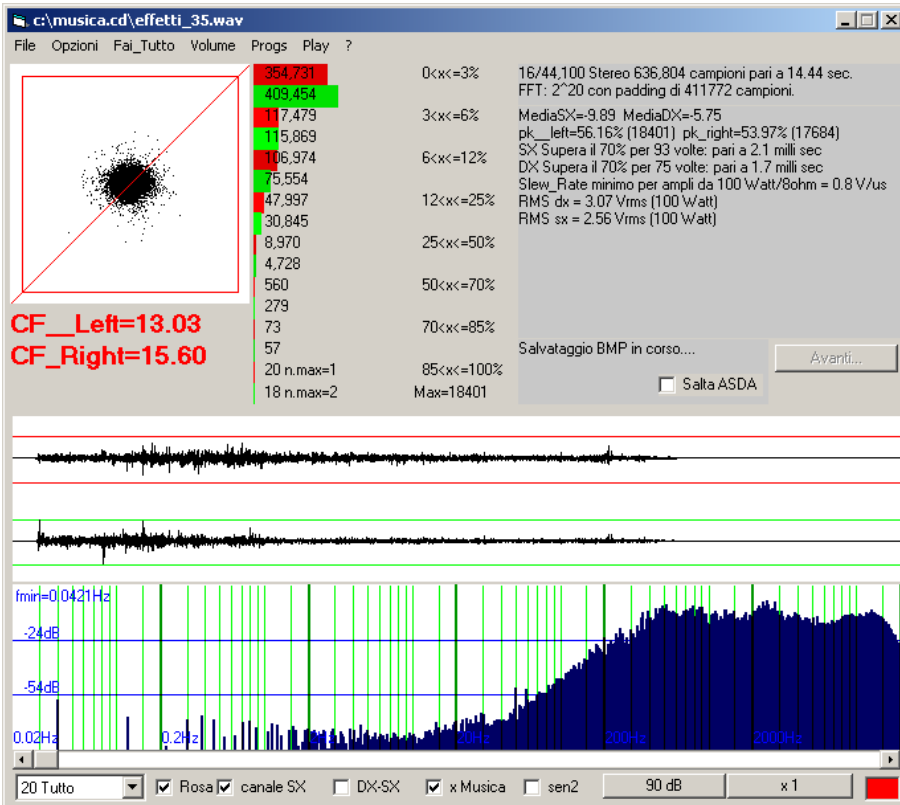 c:\musica.cd\effetti_35.wav
File Opzioni Fai_Tutto Volume Progs Play ?
354,731 0<x<=3%
409,454
117,479 3<x<=6%
115,869
106,974 6<x<=12%
75,554
47,997 12<x<=25%
30,845
8,970 25<x<=50%
4,728
560 50<x<=70%
279
73 70<x<=85%
57
20 n.max=1 85<x<=100%
18 n.max=2 Max=18401
CF__Left=13.03
CF_Right=15.60
16/44,100 Stereo 636,804 campioni pari a 14.44 sec.
FFT: 2^20 con padding di 411772 campioni.
MediaSX=-9.89 MediaDX=-5.75
pk__left=56.16% (18401) pk_right=53.97% (17684)
SX Supera il 70% per 93 volte: pari a 2.1 milli sec
DX Supera il 70% per 75 volte: pari a 1.7 milli sec
Slew_Rate minimo per ampli da 100 Watt/8ohm = 0.8 V/us
RMS dx = 3.07 Vrms (100 Watt)
RMS sx = 2.56 Vrms (100 Watt)
Salvataggio BMP in corso....
Avanti...
Salta ASDA
fmin=0.0421Hz
-24dB
-54dB
0.02Hz 0.2Hz 2Hz 20Hz 200Hz 2000Hz
20 Tutto Rosa canale SX DX-SX x Musica sen2 90 dB x 1